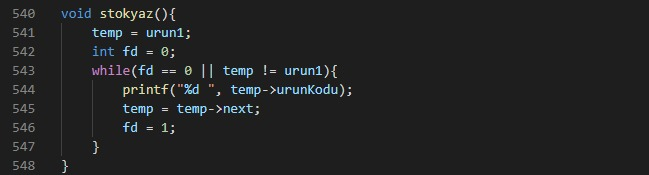 540 void stokyaz(){
541     temp = urun1;
542     int fd = 0;
543     while(fd == 0 || temp != urun1){
544         printf("%d ", temp->urunKodu);
545         temp = temp->next;
546         fd = 1;
547     }
548 }